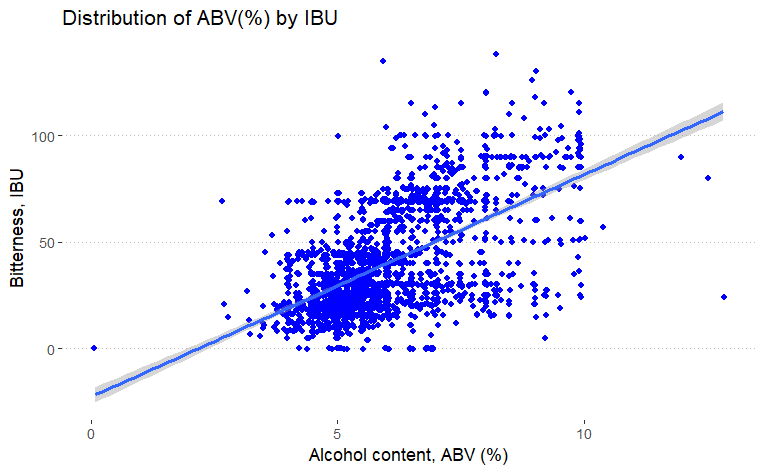 Distribution of ABV(%) by IBU
Bitterness, IBU
100
50
0
0
5
10
Alcohol content, ABV (%)